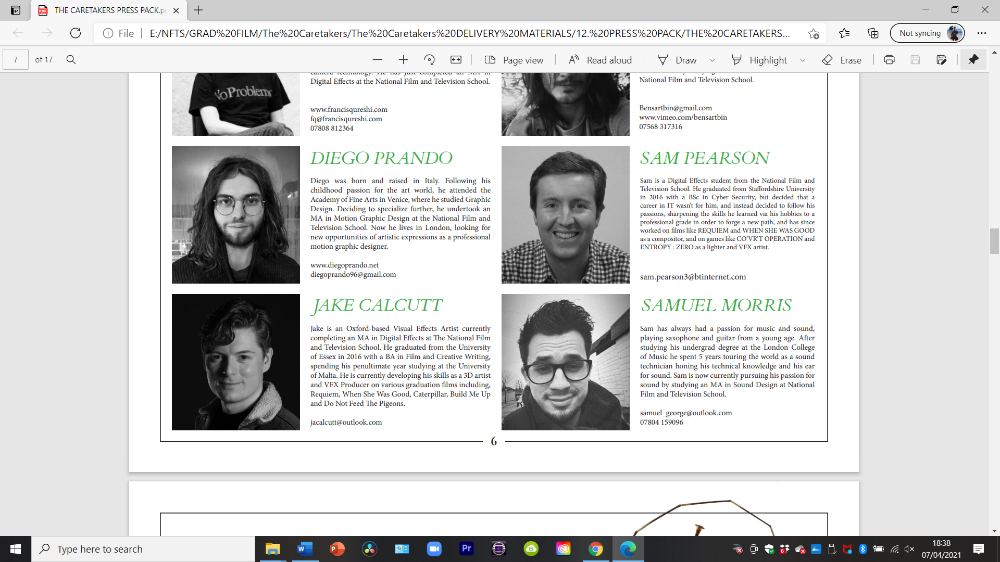 THE CARETAKERS PRESS PACK.p
File
E:/NFTS/GRAD%20FILM/The%20Caretakers/The%20Caretakers%20DELIVERY%20MATERIALS/12.%20PRESS%20PACK/THE%20CARETAKERS...
Not syncing
7 of 17
Page view
Read aloud
Draw
Highlight
Erase
NoProblemo
camera technology. He has just completed an MA in
Digital Effects at the National Film and Television School.
www.francisqureshi.com
fq@francisqureshi.com
07808 812364
National Film and Television School.
Bensartbin@gmail.com
www.vimeo.com/bensartbin
07568 317316
DIEGO PRANDO
Diego was born and raised in Italy. Following his
childhood passion for the art world, he attended the
Academy of Fine Arts in Venice, where he studied Graphic
Design. Deciding to specialize further, he undertook an
MA in Motion Graphic Design at the National Film and
Television School. Now he lives in London, looking for
new opportunities of artistic expressions as a professional
motion graphic designer.
www.diegoprando.net
diegoprando96@gmail.com
SAM PEARSON
Sam is a Digital Effects student from the National Film and
Television School. He graduated from Staffordshire University
in 2016 with a BSc in Cyber Security, but decided that a
career in IT wasn't for him, and instead decided to follow his
passions, sharpening the skills he learned via his hobbies to a
professional grade in order to forge a new path, and has since
worked on films like REQUIEM and WHEN SHE WAS GOOD
as a compositor, and on games like CO'VR'T OPERATION and
ENTROPY : ZERO as a lighter and VFX artist.
sam.pearson3@btinternet.com
JAKE CALCUTT
Jake is an Oxford-based Visual Effects Artist currently
completing an MA in Digital Effects at The National Film
and Television School. He graduated from the University
of Essex in 2016 with a BA in Film and Creative Writing,
spending his penultimate year studying at the University
of Malta. He is currently developing his skills as a 3D artist
and VFX Producer on various graduation films including,
Requiem, When She Was Good, Caterpillar, Build Me Up
and Do Not Feed The Pigeons.
jacalcutt@outlook.com
SAMUEL MORRIS
Sam has always had a passion for music and sound,
playing saxophone and guitar from a young age. After
studying his undergrad degree at the London College
of Music he spent 5 years touring the world as a sound
technician honing his technical knowledge and his ear
for sound. Sam is now currently pursuing his passion for
sound by studying an MA in Sound Design at National
Film and Television School.
samuel_george@outlook.com
07804 159096
6
Type here to search
18:38
07/04/2021